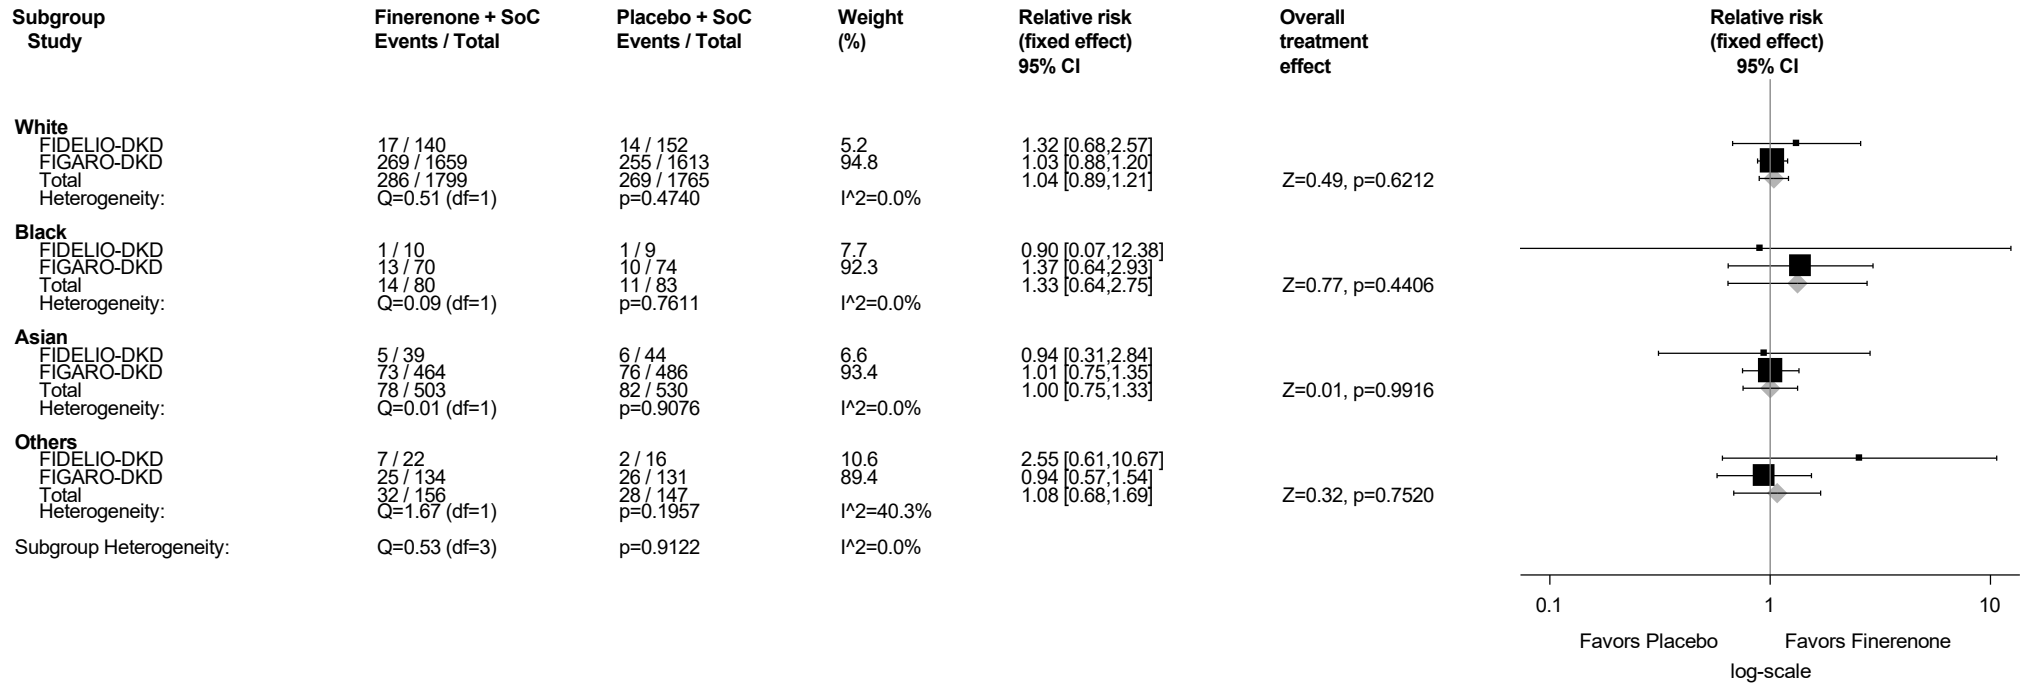 Subgroup Finerenone + SoC Placebo + SoC Weight Relative risk Overall Relative risk
Study Events / Total Events / Total (%) (fixed effect) treatment (fixed effect)
95% CI effect 95% CI
White
FIDELIO-DKD 17 / 140 14 / 152 5.2 1.32 [0.68,2.57]
FIGARO-DKD 269 / 1659 255 / 1613 94.8 1.03 [0.88,1.20]
Total 286 / 1799 269 / 1765 1.04 [0.89,1.21] Z=0.49, p=0.6212
Heterogeneity: Q=0.51 (df=1) p=0.4740 I^2=0.0%
Black
FIDELIO-DKD 1 / 10 1 / 9 7.7 0.90 [0.07,12.38]
FIGARO-DKD 13 / 70 10 / 74 92.3 1.37 [0.64,2.93]
Total 14 / 80 11 / 83 1.33 [0.64,2.75] Z=0.77, p=0.4406
Heterogeneity: Q=0.09 (df=1) p=0.7611 I^2=0.0%
Asian
FIDELIO-DKD 5 / 39 6 / 44 6.6 0.94 [0.31,2.84]
FIGARO-DKD 73 / 464 76 / 486 93.4 1.01 [0.75,1.35]
Total 78 / 503 82 / 530 1.00 [0.75,1.33] Z=0.01, p=0.9916
Heterogeneity: Q=0.01 (df=1) p=0.9076 I^2=0.0%
Others
FIDELIO-DKD 7 / 22 2 / 16 10.6 2.55 [0.61,10.67]
FIGARO-DKD 25 / 134 26 / 131 89.4 0.94 [0.57,1.54]
Total 32 / 156 28 / 147 1.08 [0.68,1.69] Z=0.32, p=0.7520
Heterogeneity: Q=1.67 (df=1) p=0.1957 I^2=40.3%
Subgroup Heterogeneity: Q=0.53 (df=3) p=0.9122 I^2=0.0%
0.1 1 10
Favors Placebo Favors Finerenone
log-scale